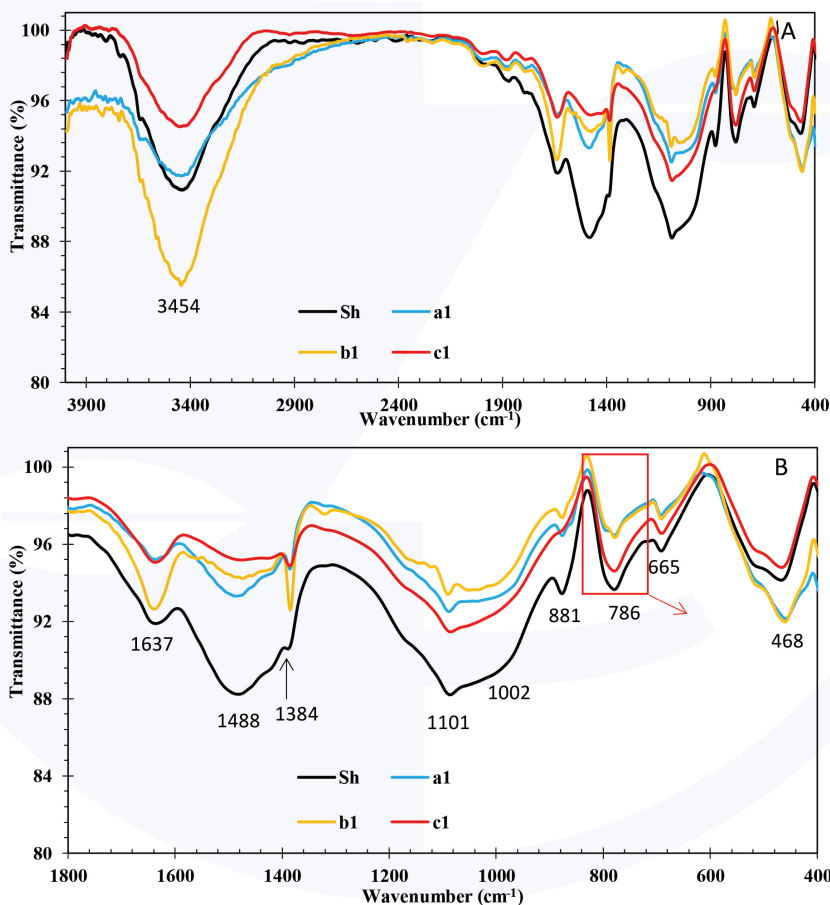 A
100
96
92
88
84
80
Transmittance (%)
3454
Sh
a1
b1
c1
3900
3400
2900
2400
1900
1400
900
400
Wavenumber (cm-1)
B
100
96
92
88
84
80
Transmittance (%)
1637
1488
1384
1101
1002
881
786
665
468
Sh
a1
b1
c1
1800
1600
1400
1200
1000
800
600
400
Wavenumber (cm-1)